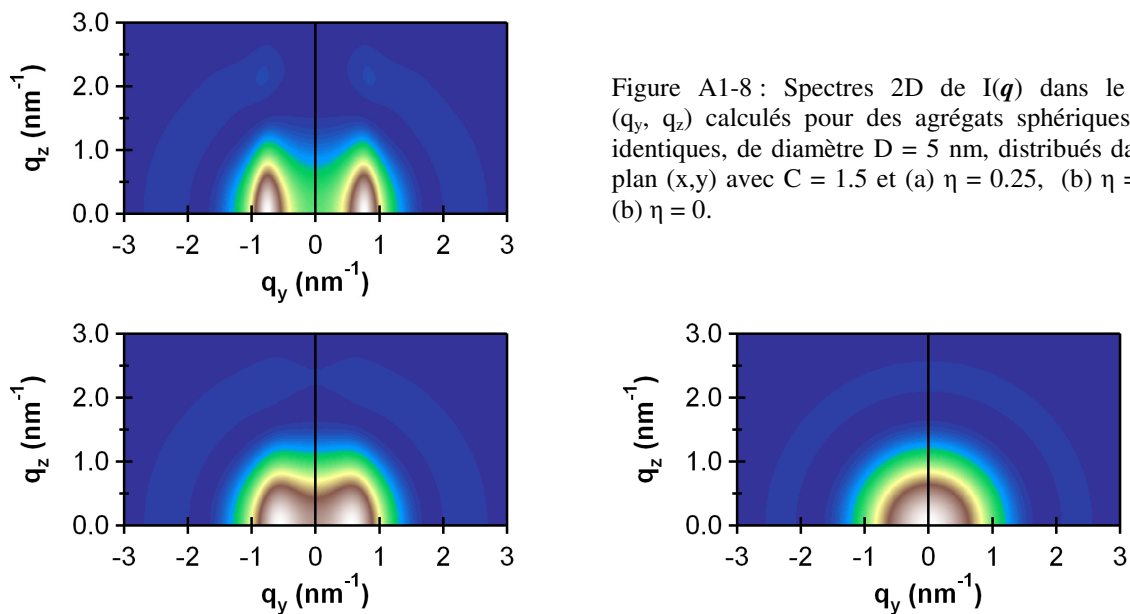 3.0
2.0
1.0
0.0
q_z (nm⁻¹)
-3 -2 -1 0 1 2 3
q_y (nm⁻¹)
Figure A1-8 : Spectres 2D de I(q) dans le
(q_y, q_z) calculés pour des agrégats sphériques
identiques, de diamètre D = 5 nm, distribués da
plan (x,y) avec C = 1.5 et (a) η = 0.25, (b) η =
(b) η = 0.
3.0
2.0
1.0
0.0
q_z (nm⁻¹)
-3 -2 -1 0 1 2 3
q_y (nm⁻¹)
3.0
2.0
1.0
0.0
q_z (nm⁻¹)
-3 -2 -1 0 1 2 3
q_y (nm⁻¹)